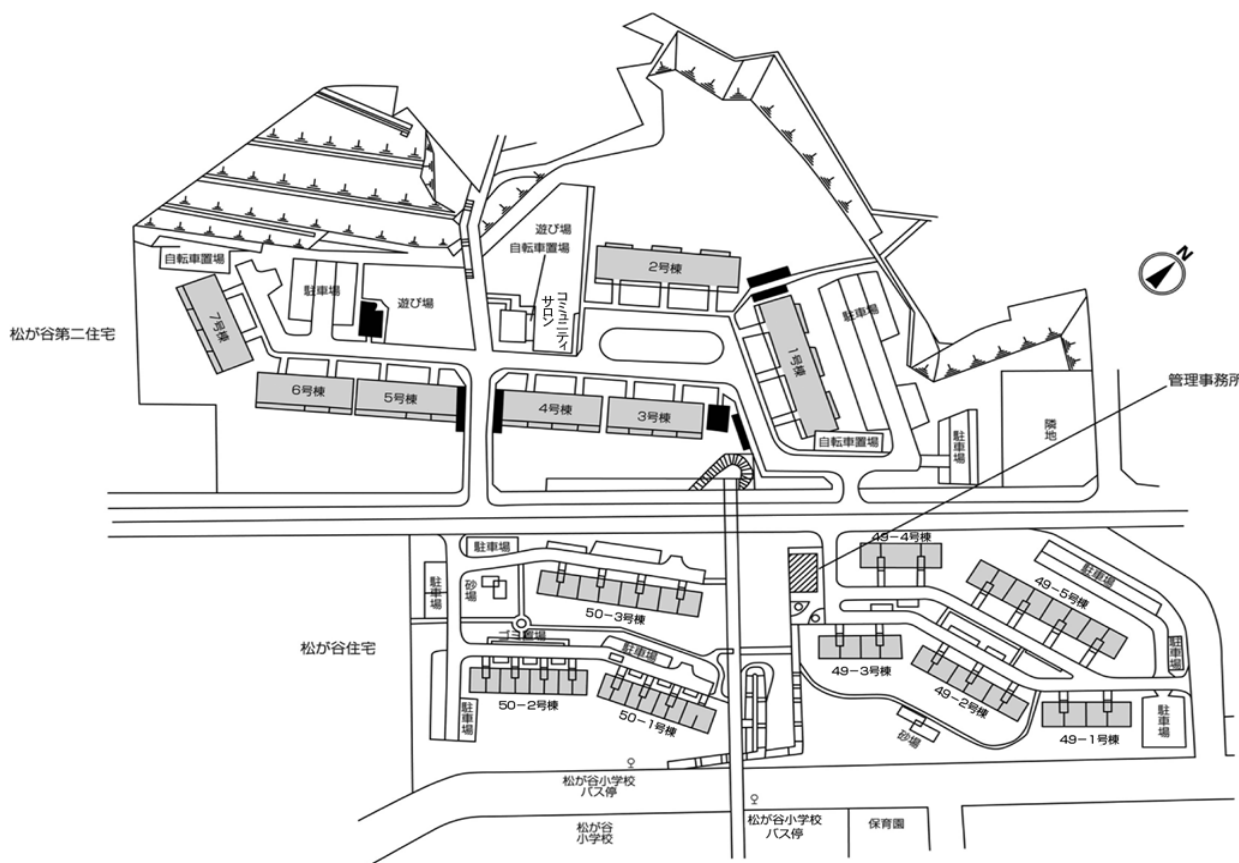 N
遊び場
自転車置場
コミュニティ
サロン
2号棟
自転車置場
駐車場
遊び場
駐車場
7号棟
1号棟
松が谷第二住宅
6号棟
5号棟
4号棟
3号棟
自転車置場
駐車場
隣地
管理事務所
駐車場
49-4号棟
駐車場
砂場
50-3号棟
49-5号棟
駐車場
ゴミ置場
松が谷住宅
駐車場
49-3号棟
駐車場
50-2号棟
50-1号棟
49-2号棟
駐車場
砂場
49-1号棟
駐車場
松が谷小学校
バス停
松が谷
小学校
松が谷小学校
バス停
保育園